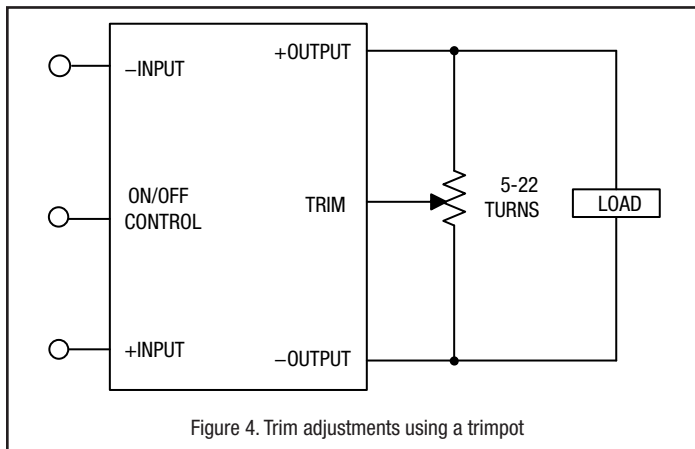 −INPUT
+OUTPUT
ON/OFF
CONTROL
TRIM
5-22
TURNS
LOAD
+INPUT
−OUTPUT
Figure 4. Trim adjustments using a trimpot